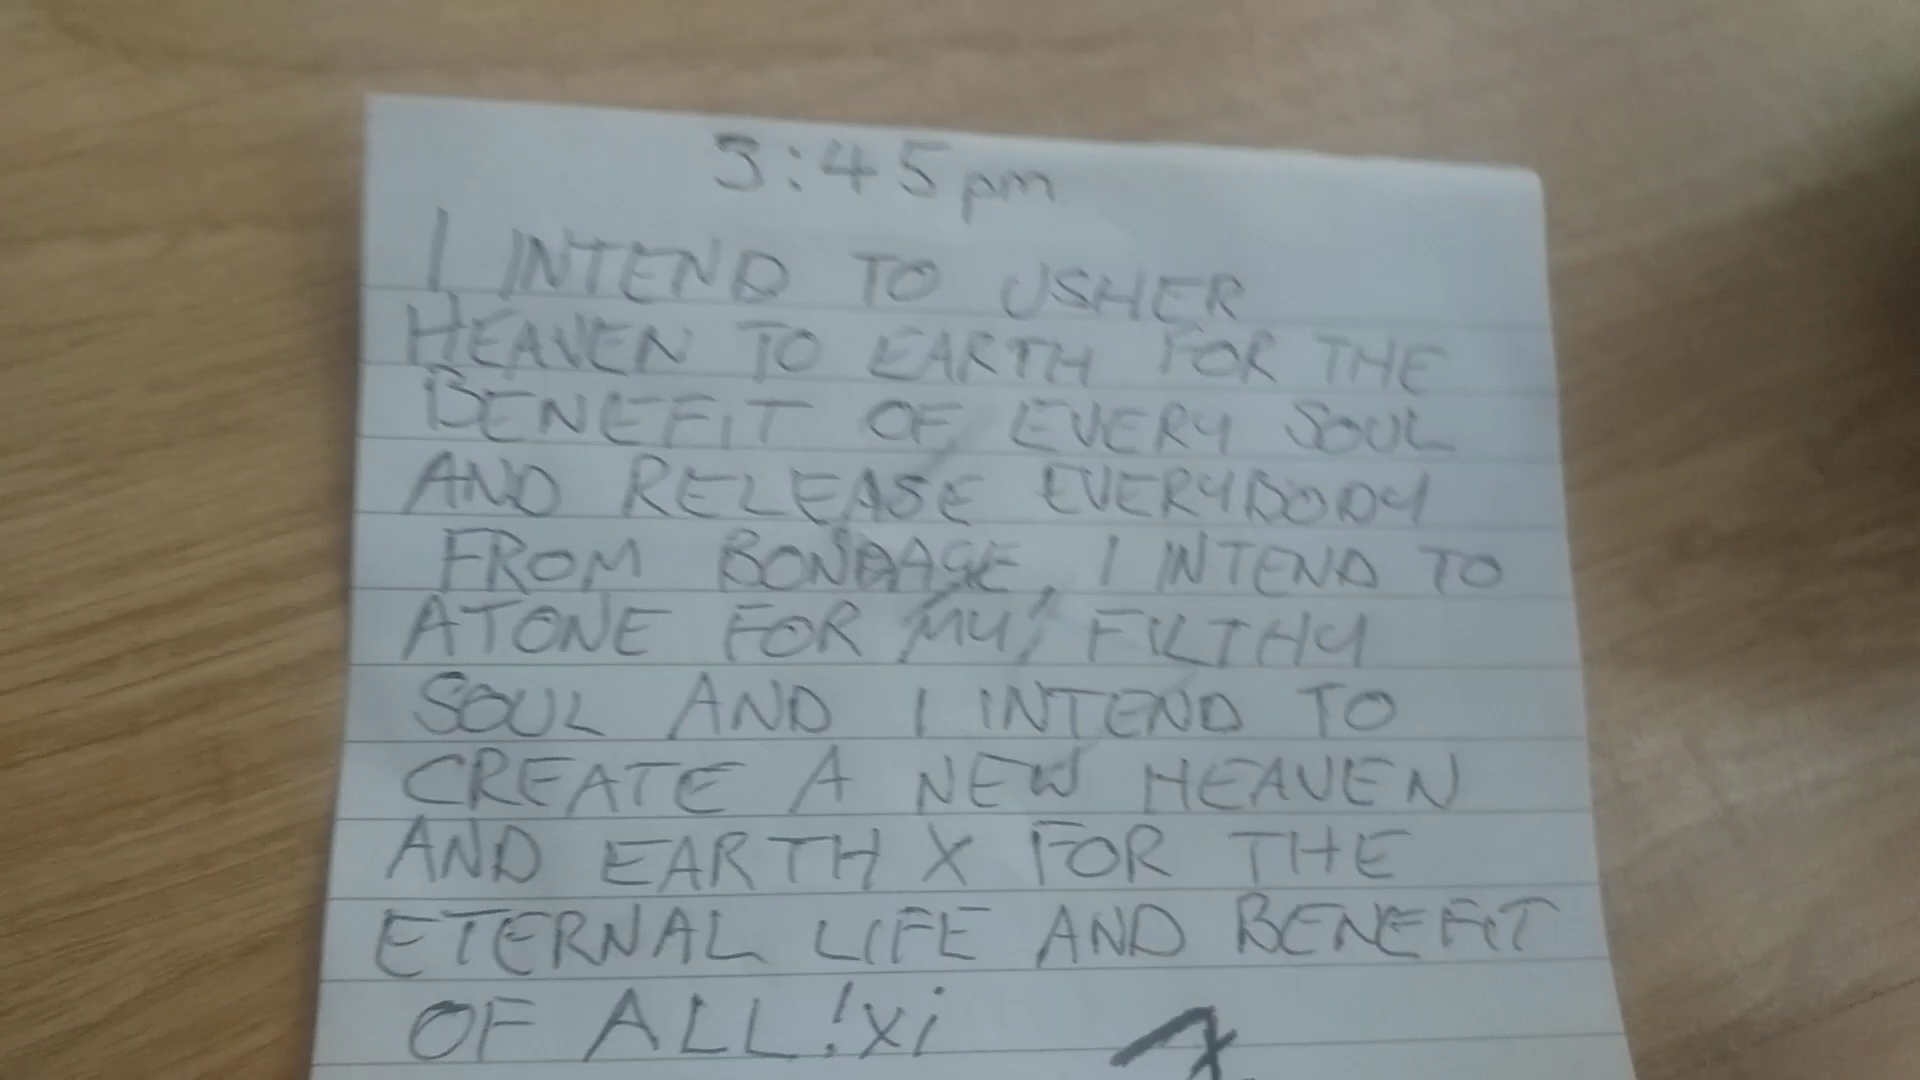 3:45pm
I INTEND TO USHER
HEAVEN TO EARTH FOR THE
BENEFIT OF EVERY SOUL
AND RELEASE EVERYBODY
FROM BONDAGE, I INTEND TO
ATONE FOR MY FILTHY
SOUL AND I INTEND TO
CREATE A NEW HEAVEN
AND EARTH X FOR THE
ETERNAL LIFE AND BENEFIT
OF ALL!xi